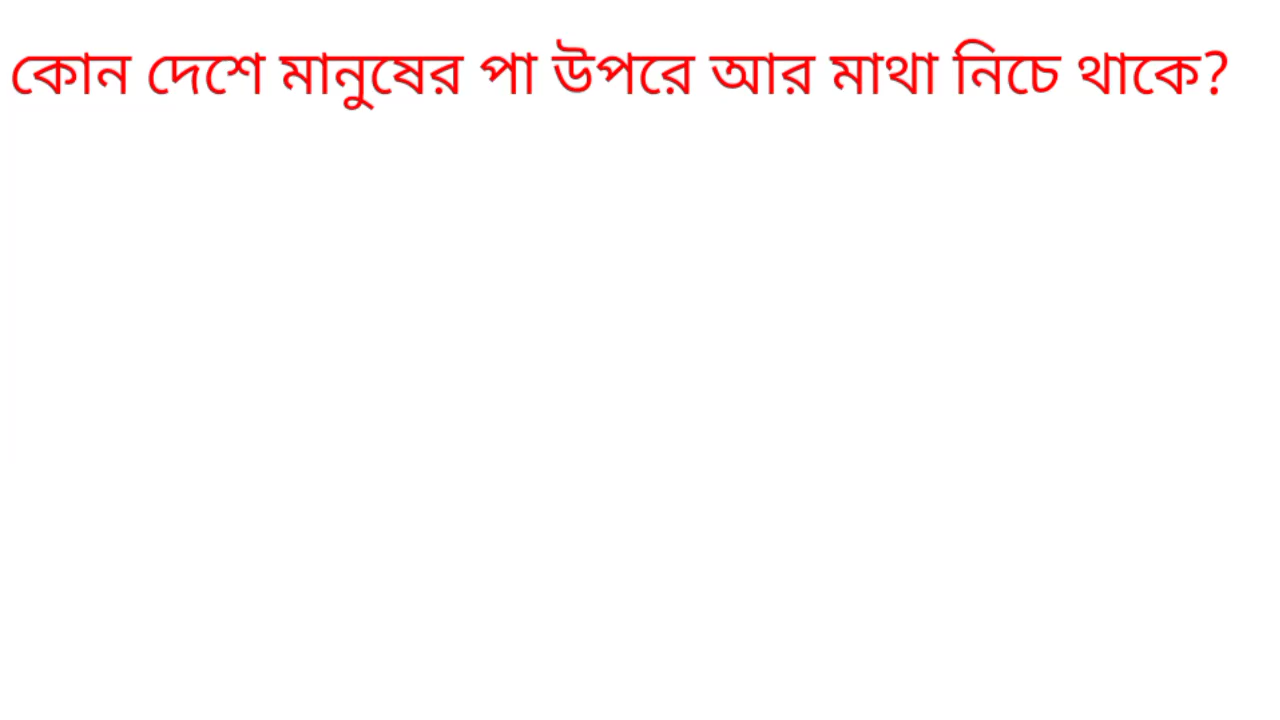 কোন দেশে মানুষের পা উপরে আর মাথা নিচে থাকে?